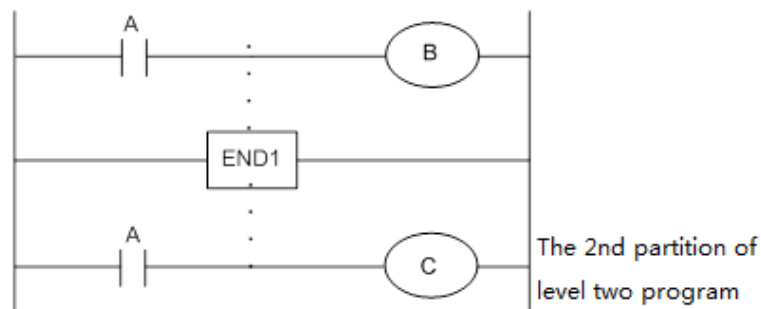 A
B
END1
A
C
The 2nd partition of
level two program